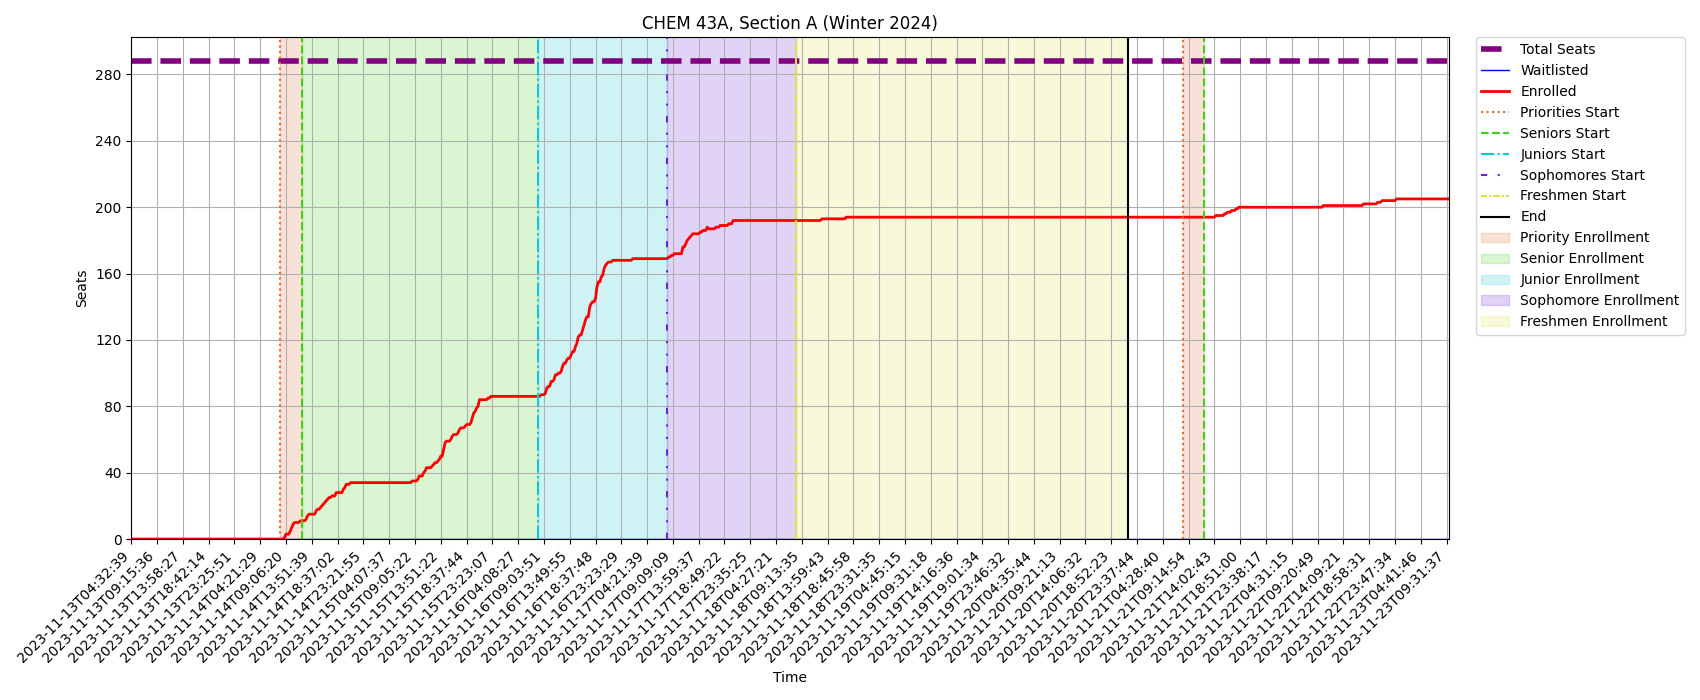 CHEM 43A, Section A (Winter 2024)
Seats
280
240
200
160
120
80
40
0
2023-11-13T04:32:39
2023-11-13T09:15:36
2023-11-13T13:58:27
2023-11-13T18:42:14
2023-11-13T23:25:51
2023-11-14T04:21:29
2023-11-14T09:06:20
2023-11-14T13:51:39
2023-11-14T18:37:02
2023-11-14T23:21:55
2023-11-15T04:07:37
2023-11-15T09:05:22
2023-11-15T13:51:22
2023-11-15T18:37:44
2023-11-15T23:23:07
2023-11-16T04:08:27
2023-11-16T09:03:51
2023-11-16T13:49:55
2023-11-16T18:37:48
2023-11-16T23:23:29
2023-11-17T04:21:39
2023-11-17T09:09:09
2023-11-17T13:59:37
2023-11-17T18:49:22
2023-11-17T23:35:25
2023-11-18T04:27:21
2023-11-18T09:13:35
2023-11-18T13:59:43
2023-11-18T18:45:58
2023-11-18T23:31:35
2023-11-19T04:45:15
2023-11-19T09:31:18
2023-11-19T14:16:36
2023-11-19T19:01:34
2023-11-19T23:46:32
2023-11-20T04:35:44
2023-11-20T09:21:13
2023-11-20T14:06:32
2023-11-20T18:52:23
2023-11-20T23:37:44
2023-11-21T04:28:40
2023-11-21T09:14:54
2023-11-21T14:02:43
2023-11-21T18:51:00
2023-11-21T23:38:17
2023-11-22T04:31:15
2023-11-22T09:20:49
2023-11-22T14:09:21
2023-11-22T18:58:31
2023-11-22T23:47:34
2023-11-23T04:41:46
2023-11-23T09:31:37
Time
Total Seats
Waitlisted
Enrolled
Priorities Start
Seniors Start
Juniors Start
Sophomores Start
Freshmen Start
End
Priority Enrollment
Senior Enrollment
Junior Enrollment
Sophomore Enrollment
Freshmen Enrollment